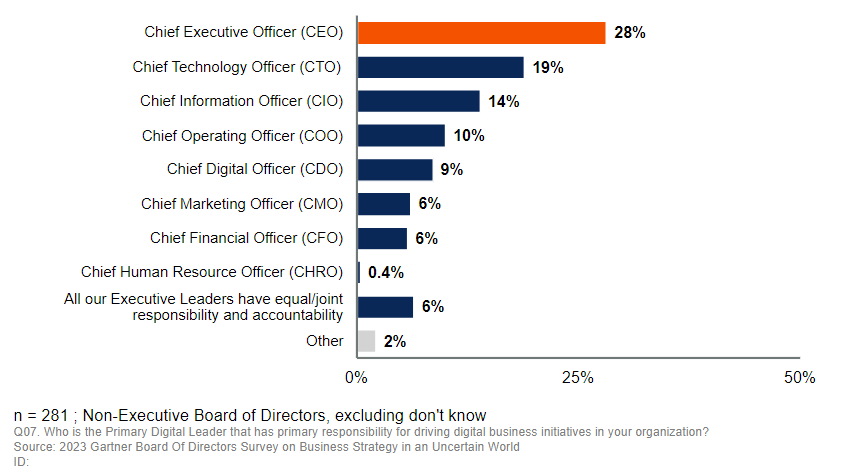 Chief Executive Officer (CEO) 28%
Chief Technology Officer (CTO) 19%
Chief Information Officer (CIO) 14%
Chief Operating Officer (COO) 10%
Chief Digital Officer (CDO) 9%
Chief Marketing Officer (CMO) 6%
Chief Financial Officer (CFO) 6%
Chief Human Resource Officer (CHRO) 0.4%
All our Executive Leaders have equal/joint
responsibility and accountability 6%
Other 2%
0% 25% 50%
n = 281 ; Non-Executive Board of Directors, excluding don't know
Q07. Who is the Primary Digital Leader that has primary responsibility for driving digital business initiatives in your organization?
Source: 2023 Gartner Board Of Directors Survey on Business Strategy in an Uncertain World
ID: